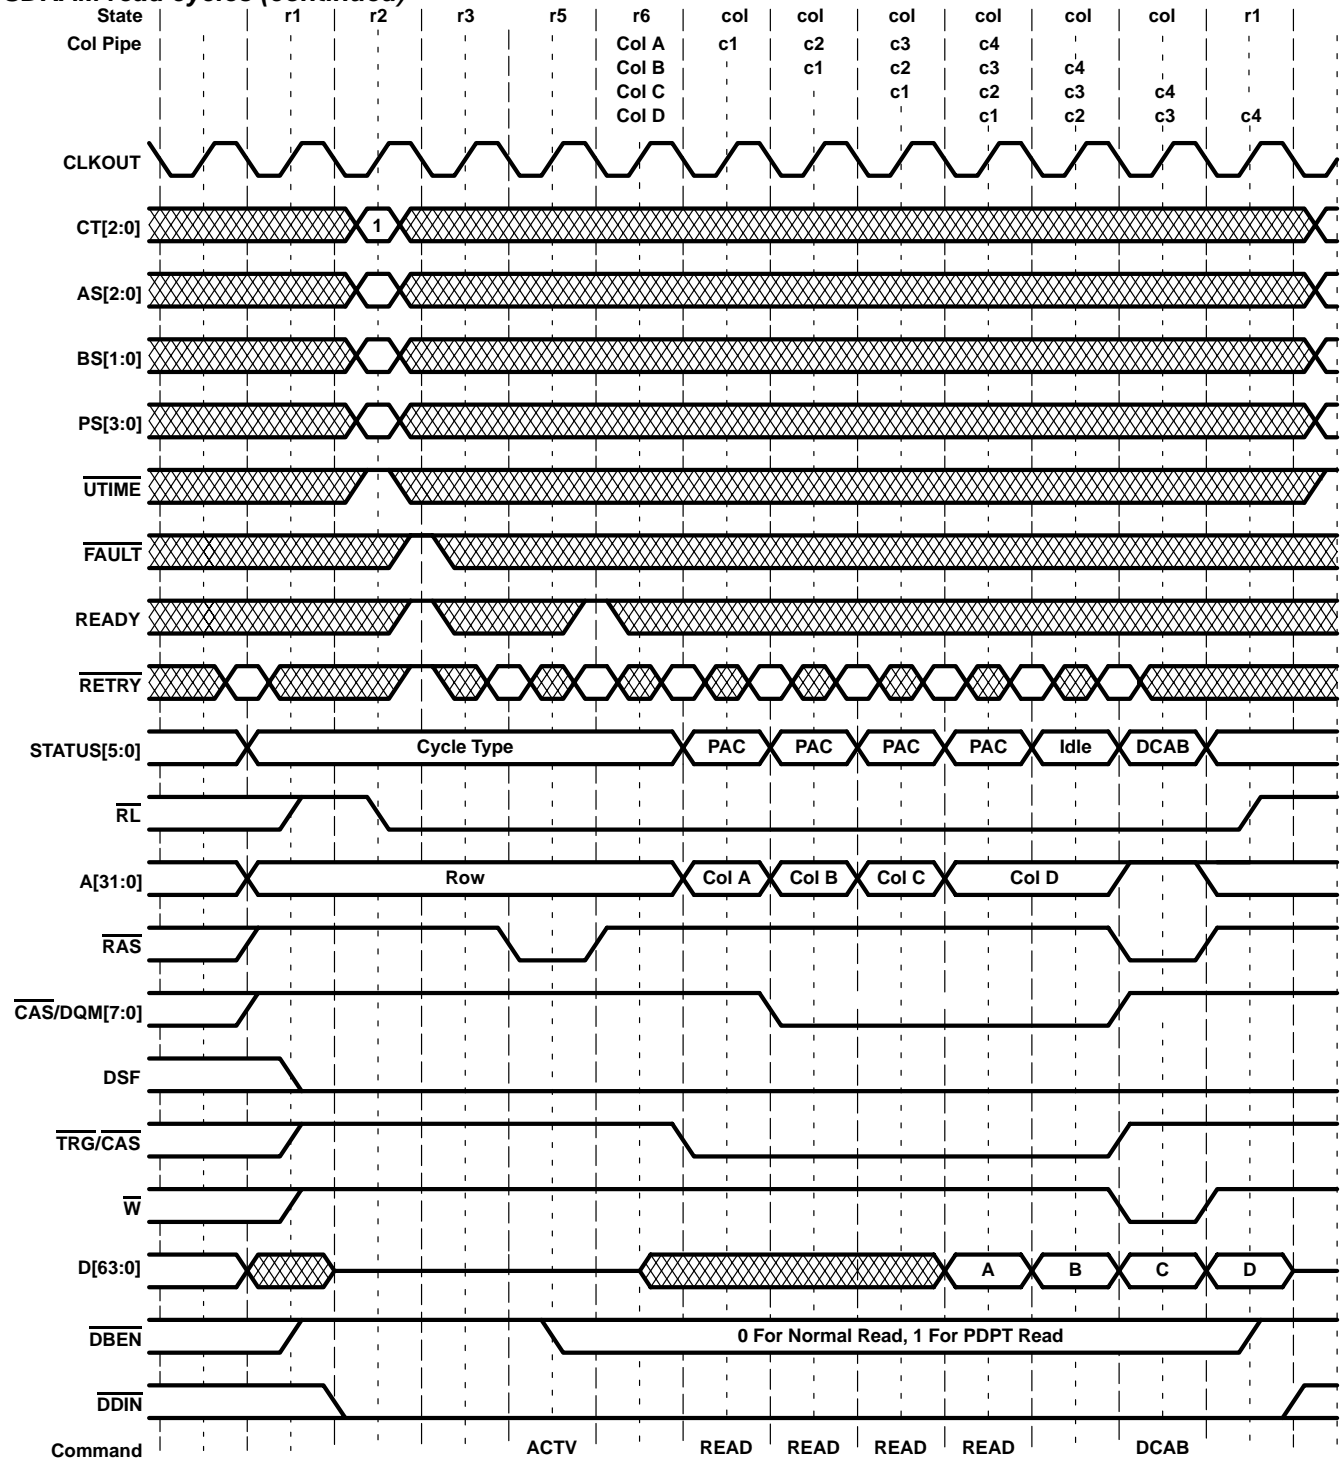 SDRAM read cycles (continued)
State r1 r2 r3 r5 r6 col col col col col col r1
Col Pipe Col A c1 c2 c3 c4
Col B c1 c2 c3 c4
Col C c1 c2 c3 c4
Col D c1 c2 c3 c4
CLKOUT
CT[2:0] 1
AS[2:0]
BS[1:0]
PS[3:0]
UTIME
FAULT
READY
RETRY
STATUS[5:0] Cycle Type PAC PAC PAC PAC Idle DCAB
RL
A[31:0] Row Col A Col B Col C Col D
RAS
CAS/DQM[7:0]
DSF
TRG/CAS
W
D[63:0] A B C D
DBEN 0 For Normal Read, 1 For PDPT Read
DDIN
Command ACTV READ READ READ READ DCAB